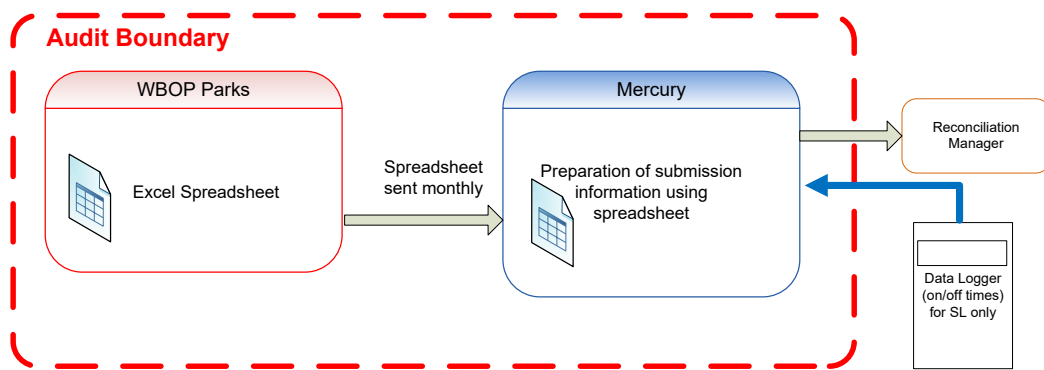 Audit Boundary
WBOP Parks
Excel Spreadsheet
Spreadsheet
sent monthly
Mercury
Preparation of submission
information using
spreadsheet
Reconciliation
Manager
Data Logger
(on/off times)
for SL only